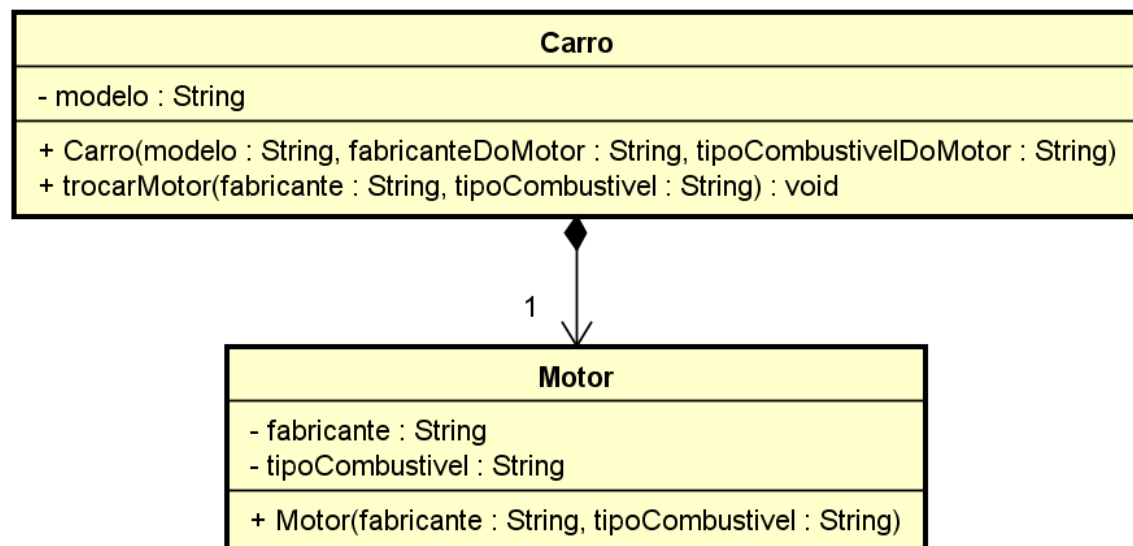 Carro
- modelo : String
+ Carro(modelo : String, fabricanteDoMotor : String, tipoCombustivelDoMotor : String)
+ trocarMotor(fabricante : String, tipoCombustivel : String) : void
1
Motor
- fabricante : String
- tipoCombustivel : String
+ Motor(fabricante : String, tipoCombustivel : String)